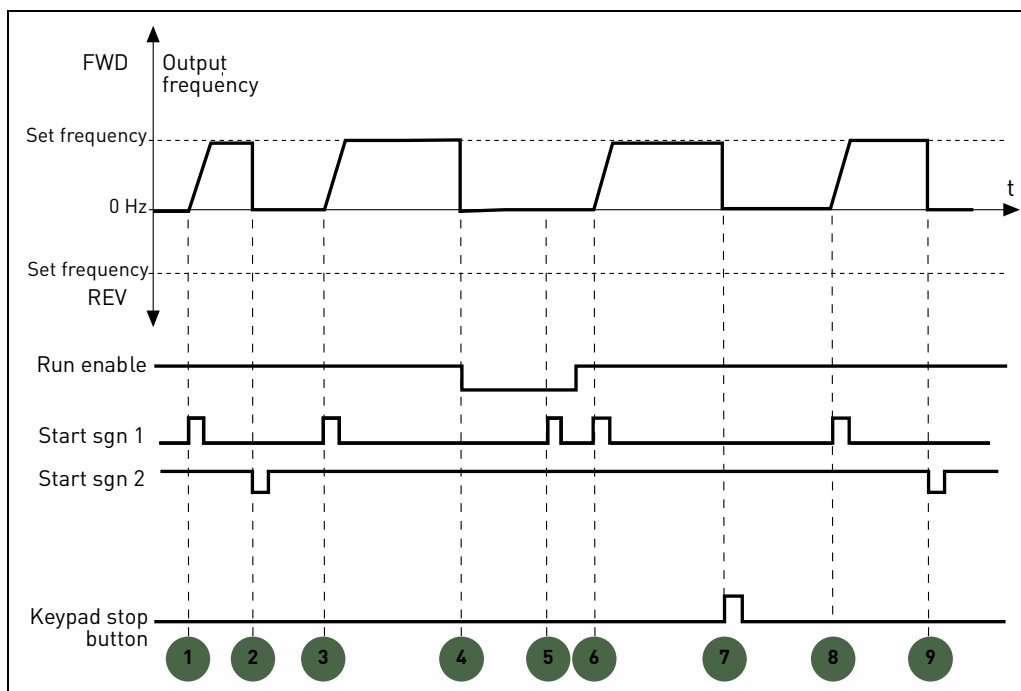 FWD
Output
frequency
Set frequency
t
0 Hz
Set frequency
REV
Run enable
Start sgn 1
Start sgn 2
Keypad stop
button
1 2 3 4 5 6 7 8 9